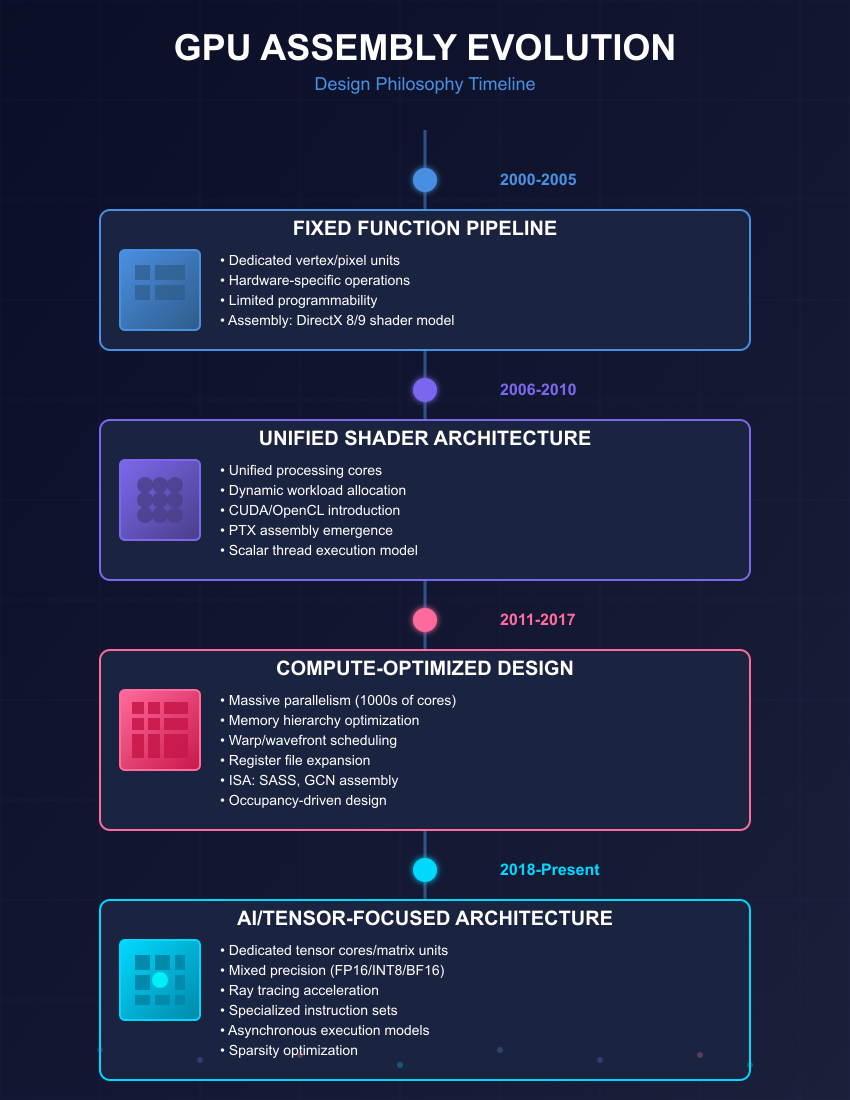 GPU ASSEMBLY EVOLUTION
Design Philosophy Timeline
2000-2005
FIXED FUNCTION PIPELINE
• Dedicated vertex/pixel units
• Hardware-specific operations
• Limited programmability
• Assembly: DirectX 8/9 shader model
2006-2010
UNIFIED SHADER ARCHITECTURE
• Unified processing cores
• Dynamic workload allocation
• CUDA/OpenCL introduction
• PTX assembly emergence
• Scalar thread execution model
2011-2017
COMPUTE-OPTIMIZED DESIGN
• Massive parallelism (1000s of cores)
• Memory hierarchy optimization
• Warp/wavefront scheduling
• Register file expansion
• ISA: SASS, GCN assembly
• Occupancy-driven design
2018-Present
AI/TENSOR-FOCUSED ARCHITECTURE
• Dedicated tensor cores/matrix units
• Mixed precision (FP16/INT8/BF16)
• Ray tracing acceleration
• Specialized instruction sets
• Asynchronous execution models
• Sparsity optimization